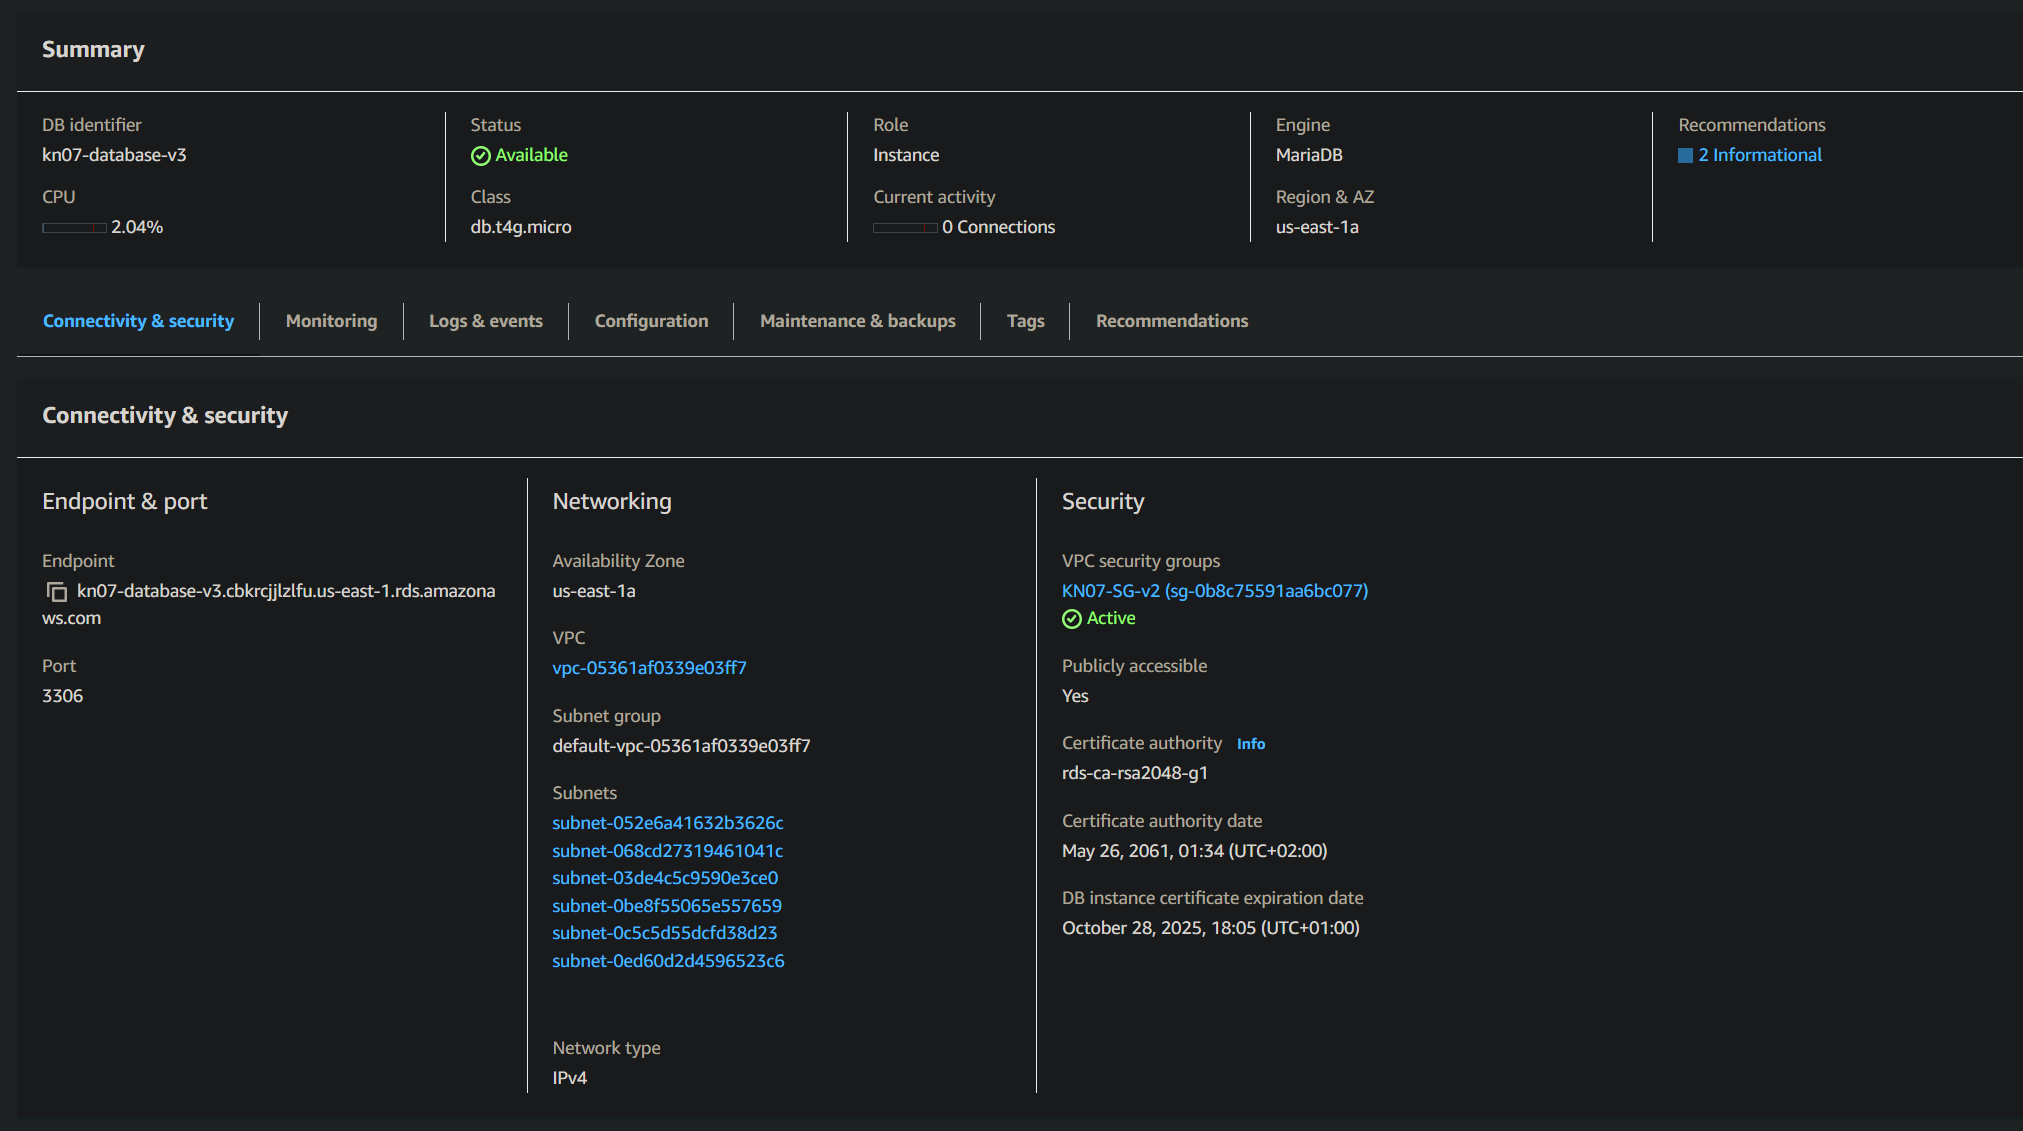 Summary
DB identifier
kn07-database-v3
Status
Available
Role
Instance
Engine
MariaDB
Recommendations
2 Informational
CPU
2.04%
Class
db.t4g.micro
Current activity
0 Connections
Region & AZ
us-east-1a
Connectivity & security
Monitoring
Logs & events
Configuration
Maintenance & backups
Tags
Recommendations
Connectivity & security
Endpoint & port
Endpoint
kn07-database-v3.cbkrcjjlzlfu.us-east-1.rds.amazona
ws.com
Port
3306
Networking
Availability Zone
us-east-1a
VPC
vpc-05361af0339e03ff7
Subnet group
default-vpc-05361af0339e03ff7
Subnets
subnet-052e6a41632b3626c
subnet-068cd27319461041c
subnet-03de4c5c9590e3ce0
subnet-0be8f55065e557659
subnet-0c5c5d55dcfd38d23
subnet-0ed60d2d4596523c6
Network type
IPv4
Security
VPC security groups
KN07-SG-v2 (sg-0b8c75591aa6bc077)
Active
Publicly accessible
Yes
Certificate authority Info
rds-ca-rsa2048-g1
Certificate authority date
May 26, 2061, 01:34 (UTC+02:00)
DB instance certificate expiration date
October 28, 2025, 18:05 (UTC+01:00)